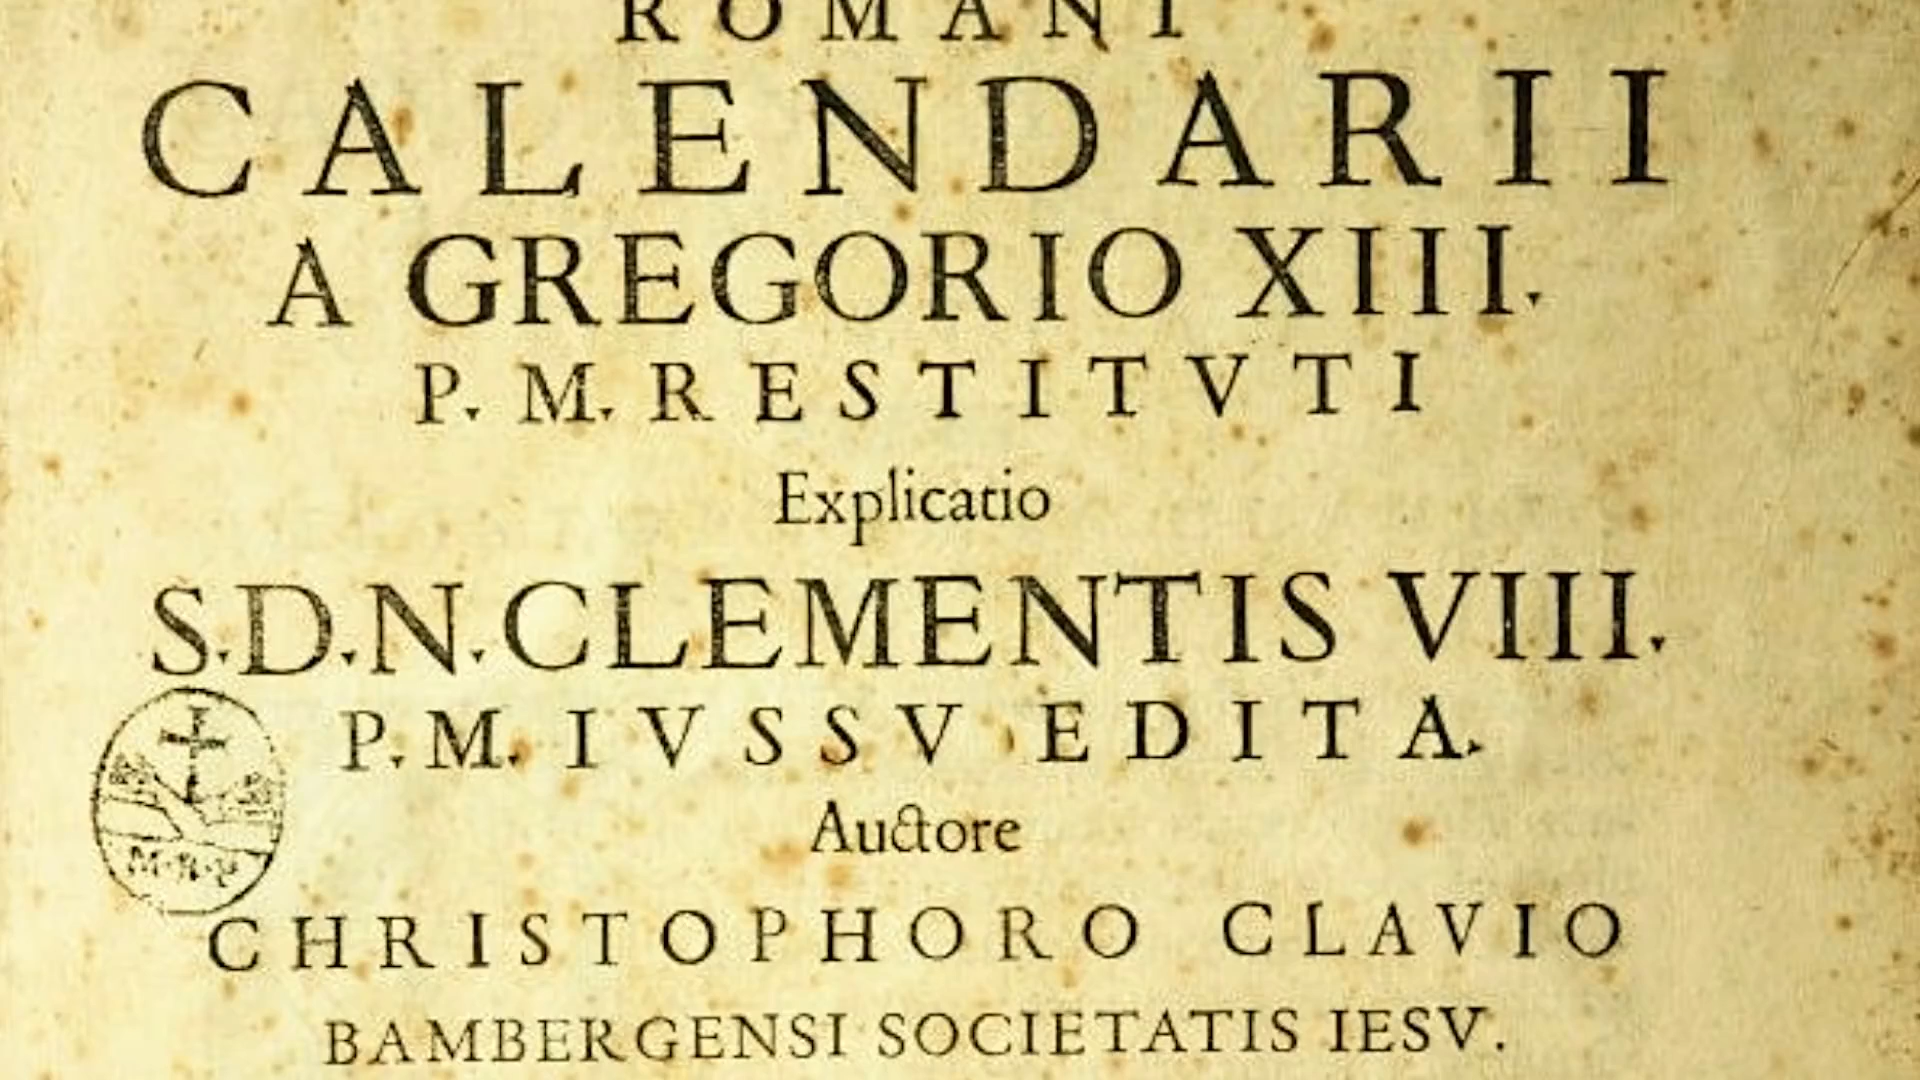 ROMANI
CALENDARII
A GREGORIO XIII.
P. M. RESTITVTI
Explicatio
S.D.N. CLEMENTIS VIII.
P.M. IVSSV EDITA.
Auctore
M·R·P
CHRISTOPHORO CLAVIO
BAMBERGENSI SOCIETATIS IESV.